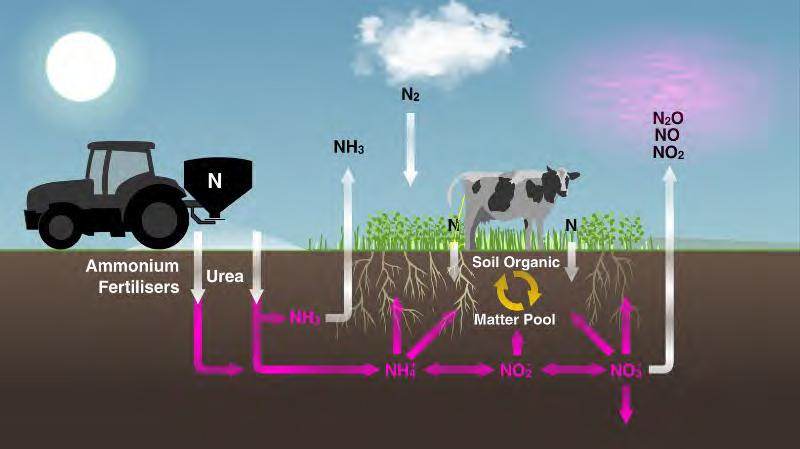 N₂
N₂O
NO
NO₂
NH₃
N
N
N
Ammonium
Fertilisers
Urea
Soil Organic
Matter Pool
NH₃
NH₄⁺
NO₂⁻
NO₃⁻